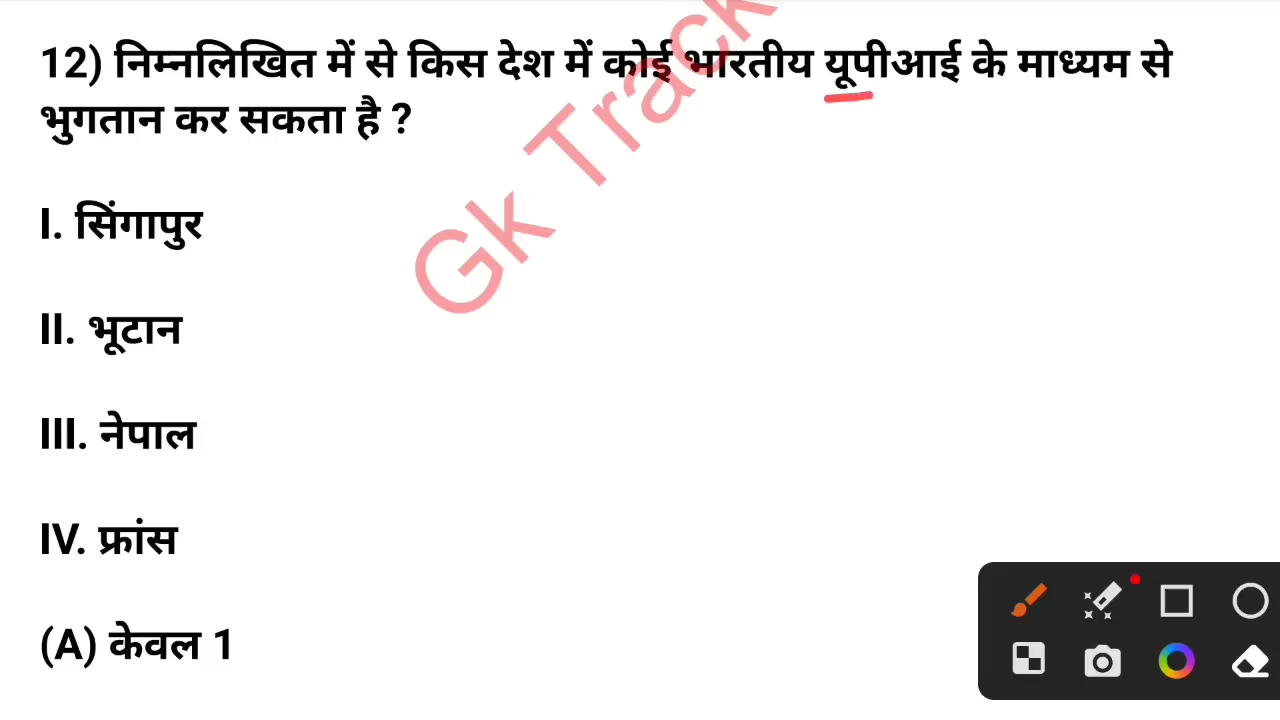 12) निम्नलिखित में से किस देश में कोई भारतीय यूपीआई के माध्यम से
भुगतान कर सकता है ?
Gk Track
I. सिंगापुर
II. भूटान
III. नेपाल
IV. फ्रांस
(A) केवल 1